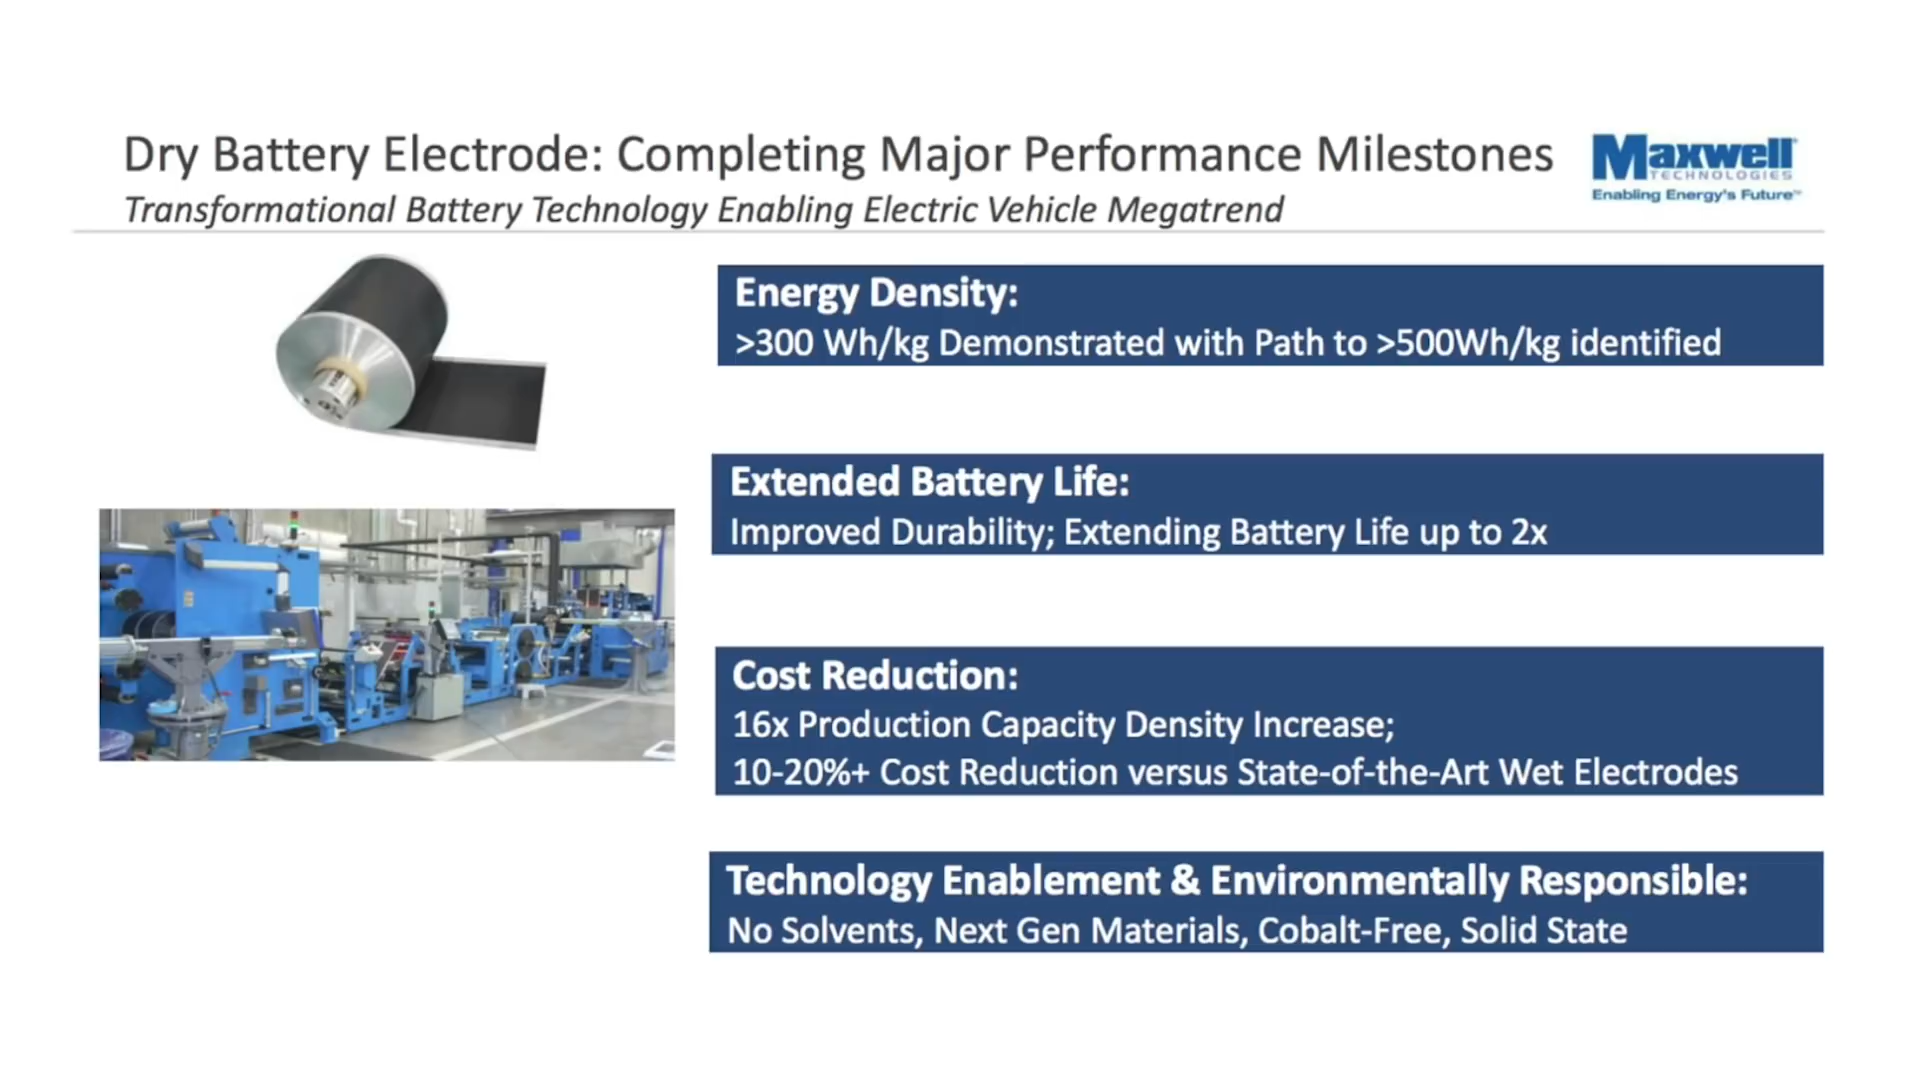 Dry Battery Electrode: Completing Major Performance Milestones
Transformational Battery Technology Enabling Electric Vehicle Megatrend
Maxwell
TECHNOLOGIES
Enabling Energy's Future™
Energy Density:
>300 Wh/kg Demonstrated with Path to >500Wh/kg identified
Extended Battery Life:
Improved Durability; Extending Battery Life up to 2x
Cost Reduction:
16x Production Capacity Density Increase;
10-20%+ Cost Reduction versus State-of-the-Art Wet Electrodes
Technology Enablement & Environmentally Responsible:
No Solvents, Next Gen Materials, Cobalt-Free, Solid State